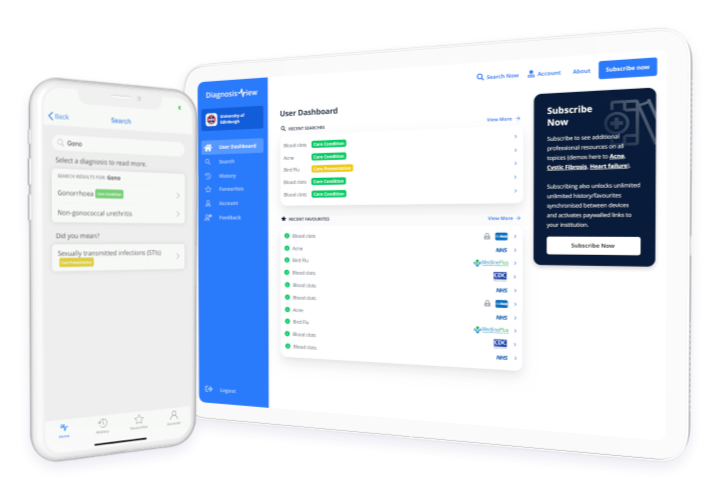 Back
Search
Gono
Select a diagnosis to read more.
SEARCH RESULTS FOR Gono
Gonorrhoea Core Condition
Non-gonococcal urethritis
Did you mean?
Sexually transmitted infections (STIs)
Core Presentation
Home
History
Favourites
Account
Diagnosis View
University of
Edinburgh
User Dashboard
Search
History
Favourites
Account
Feedback
Logout
Search Now
Account
About
Subscribe now
User Dashboard
RECENT SEARCHES
View More
Blood clots Core Condition
Acne Core Condition
Bird Flu Core Presentation
Blood clots Core Condition
Blood clots Core Condition
RECENT FAVOURITES
View More
Blood clots
Acne NHS
Bird Flu MedlinePlus
Blood clots CDC
Blood clots NHS
Blood clots
Acne NHS
Bird Flu MedlinePlus
Blood clots CDC
Blood clots NHS
Subscribe
Now
Subscribe to see additional
professional resources on all
topics (demos here to Acne,
Cystic Fibrosis, Heart failure).
Subscribing also unlocks unlimited
unlimited history/favourites
synchronised between devices
and activates paywalled links to
your institution.
Subscribe Now